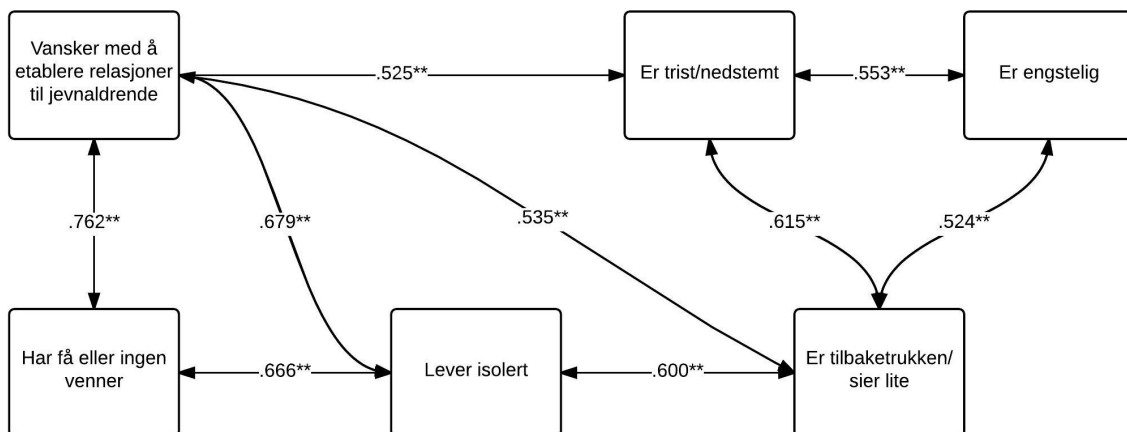 Vansker med å
etablere relasjoner
til jevnaldrende
.525**
Er trist/nedstemt
.553**
Er engstelig
.762**
.679**
.535**
.615**
.524**
Har få eller ingen
venner
.666**
Lever isolert
.600**
Er tilbaketrukken/
sier lite